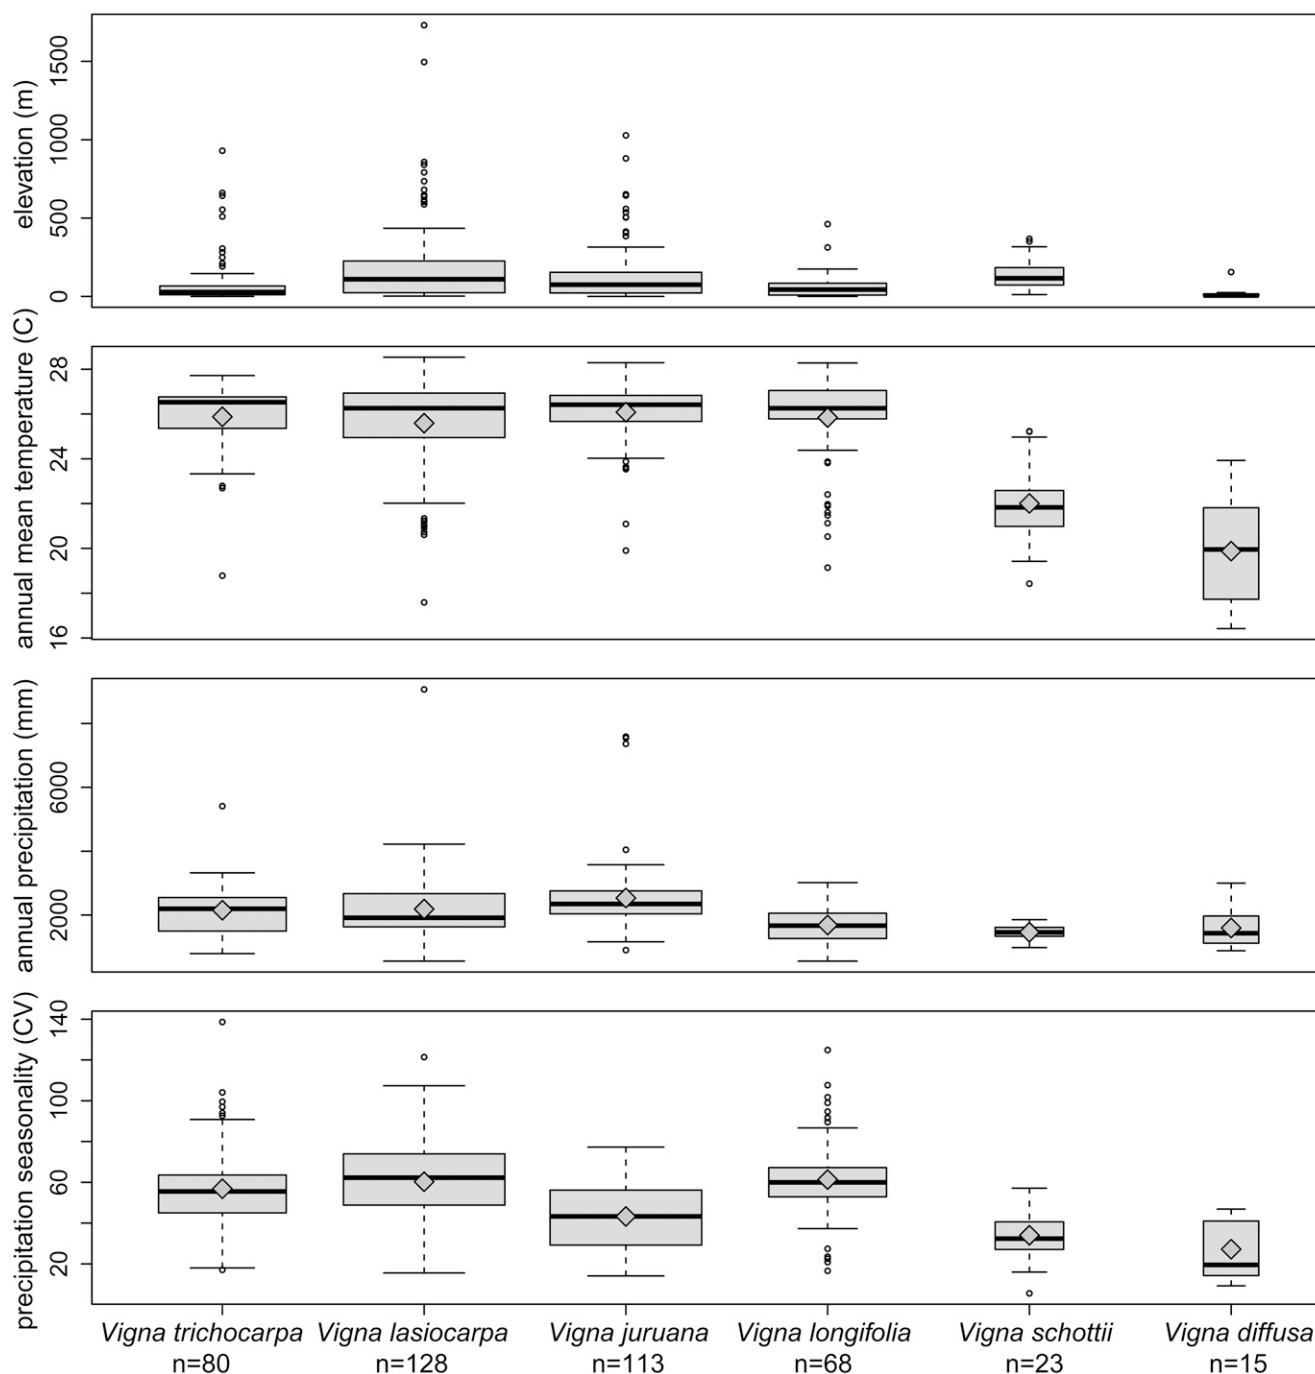 elevation (m)
1500
1000
500
0
annual mean temperature (C)
28
24
20
16
annual precipitation (mm)
6000
2000
precipitation seasonality (CV)
140
100
60
20
Vigna trichocarpa Vigna lasiocarpa Vigna juruana Vigna longifolia Vigna schottii Vigna diffusa
n=80 n=128 n=113 n=68 n=23 n=15